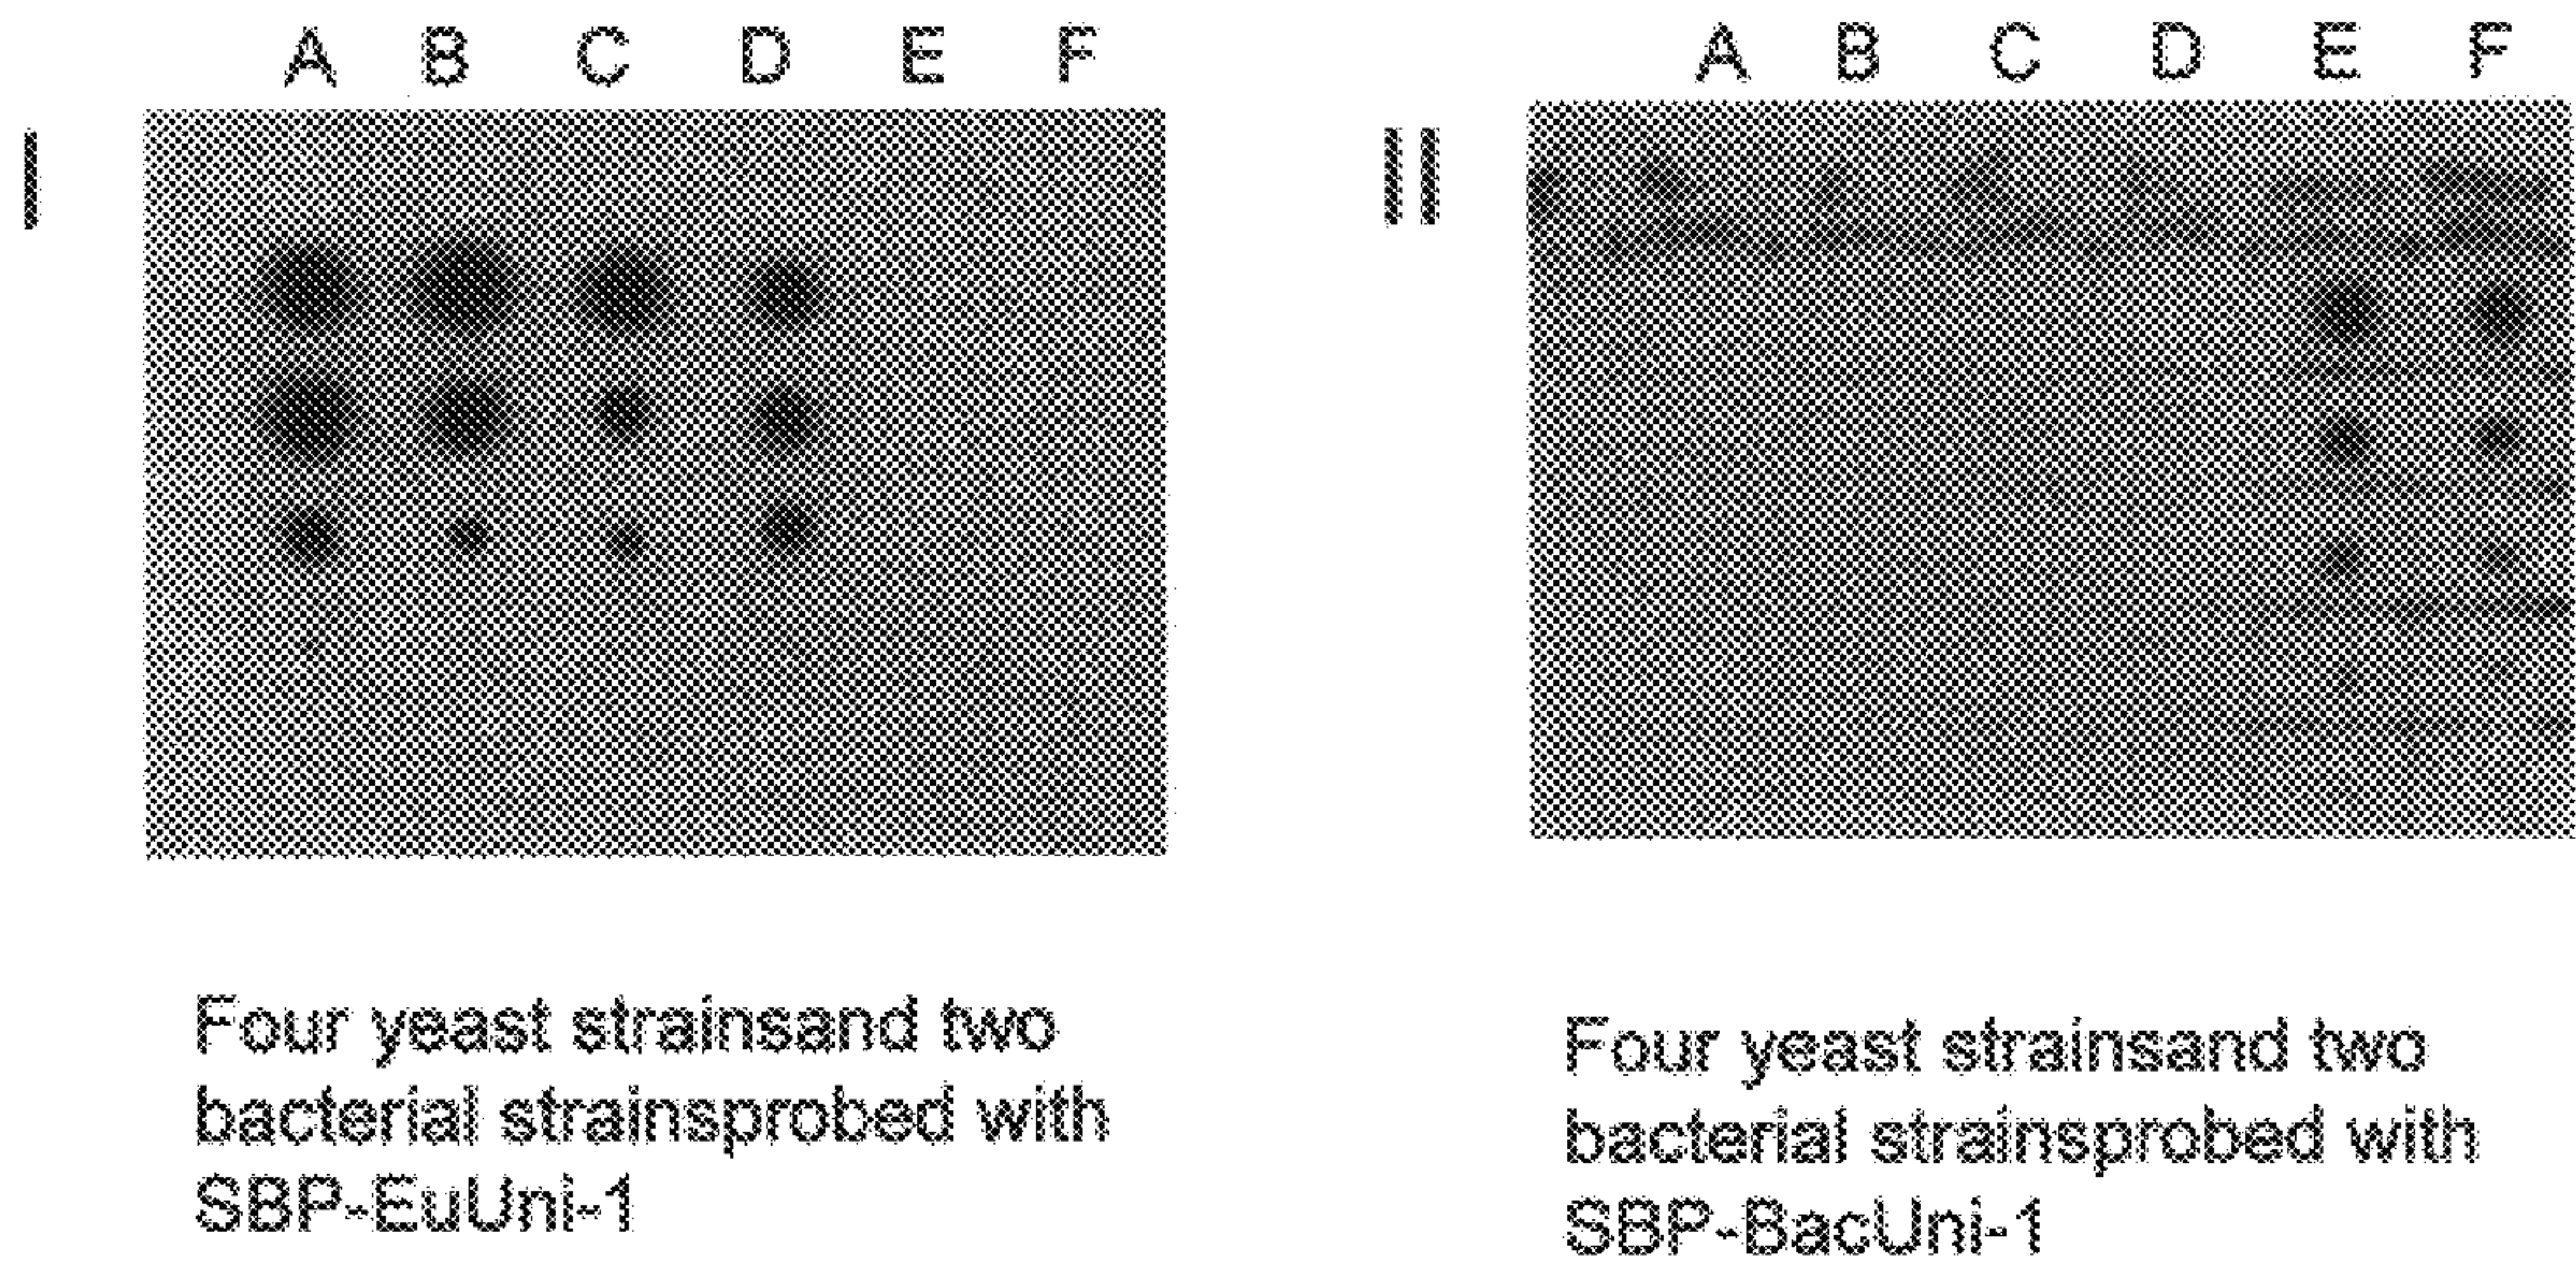 A B C D E F
I
Four yeast strainsand two
bacterial strainsprobed with
SBP-EuUni-1
A B C D E F
II
Four yeast strainsand two
bacterial strainsprobed with
SBP-BacUni-1